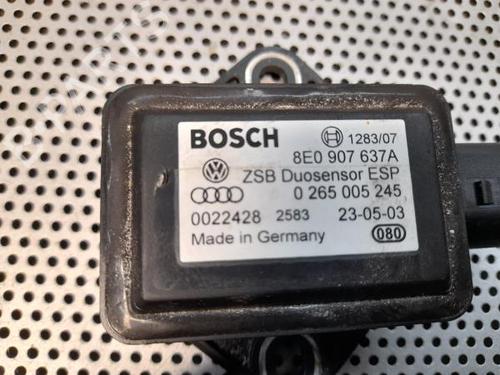 BOSCH 1283/07
8E0 907 637A
ZSB Duosensor ESP
0 265 005 245
0022428 2583 23-05-03
Made in Germany 080